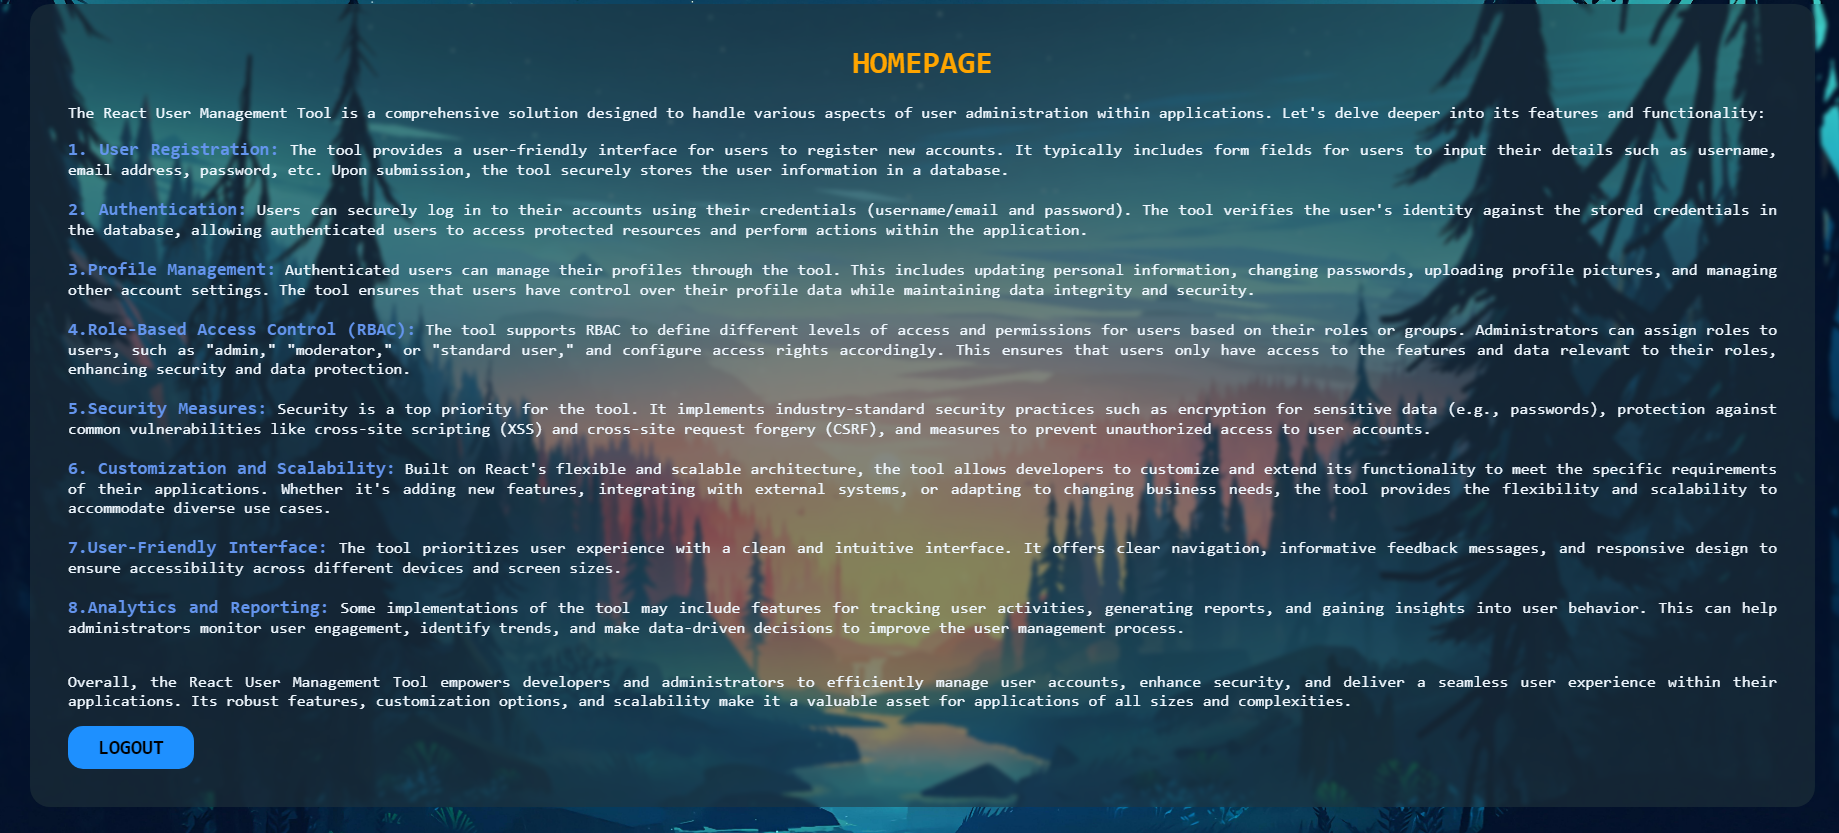 HOMEPAGE
The React User Management Tool is a comprehensive solution designed to handle various aspects of user administration within applications. Let's delve deeper into its features and functionality:
1. User Registration: The tool provides a user-friendly interface for users to register new accounts. It typically includes form fields for users to input their details such as username,
email address, password, etc. Upon submission, the tool securely stores the user information in a database.
2. Authentication: Users can securely log in to their accounts using their credentials (username/email and password). The tool verifies the user's identity against the stored credentials in
the database, allowing authenticated users to access protected resources and perform actions within the application.
3.Profile Management: Authenticated users can manage their profiles through the tool. This includes updating personal information, changing passwords, uploading profile pictures, and managing
other account settings. The tool ensures that users have control over their profile data while maintaining data integrity and security.
4.Role-Based Access Control (RBAC): The tool supports RBAC to define different levels of access and permissions for users based on their roles or groups. Administrators can assign roles to
users, such as "admin," "moderator," or "standard user," and configure access rights accordingly. This ensures that users only have access to the features and data relevant to their roles,
enhancing security and data protection.
5.Security Measures: Security is a top priority for the tool. It implements industry-standard security practices such as encryption for sensitive data (e.g., passwords), protection against
common vulnerabilities like cross-site scripting (XSS) and cross-site request forgery (CSRF), and measures to prevent unauthorized access to user accounts.
6. Customization and Scalability: Built on React's flexible and scalable architecture, the tool allows developers to customize and extend its functionality to meet the specific requirements
of their applications. Whether it's adding new features, integrating with external systems, or adapting to changing business needs, the tool provides the flexibility and scalability to
accommodate diverse use cases.
7.User-Friendly Interface: The tool prioritizes user experience with a clean and intuitive interface. It offers clear navigation, informative feedback messages, and responsive design to
ensure accessibility across different devices and screen sizes.
8.Analytics and Reporting: Some implementations of the tool may include features for tracking user activities, generating reports, and gaining insights into user behavior. This can help
administrators monitor user engagement, identify trends, and make data-driven decisions to improve the user management process.
Overall, the React User Management Tool empowers developers and administrators to efficiently manage user accounts, enhance security, and deliver a seamless user experience within their
applications. Its robust features, customization options, and scalability make it a valuable asset for applications of all sizes and complexities.
LOGOUT